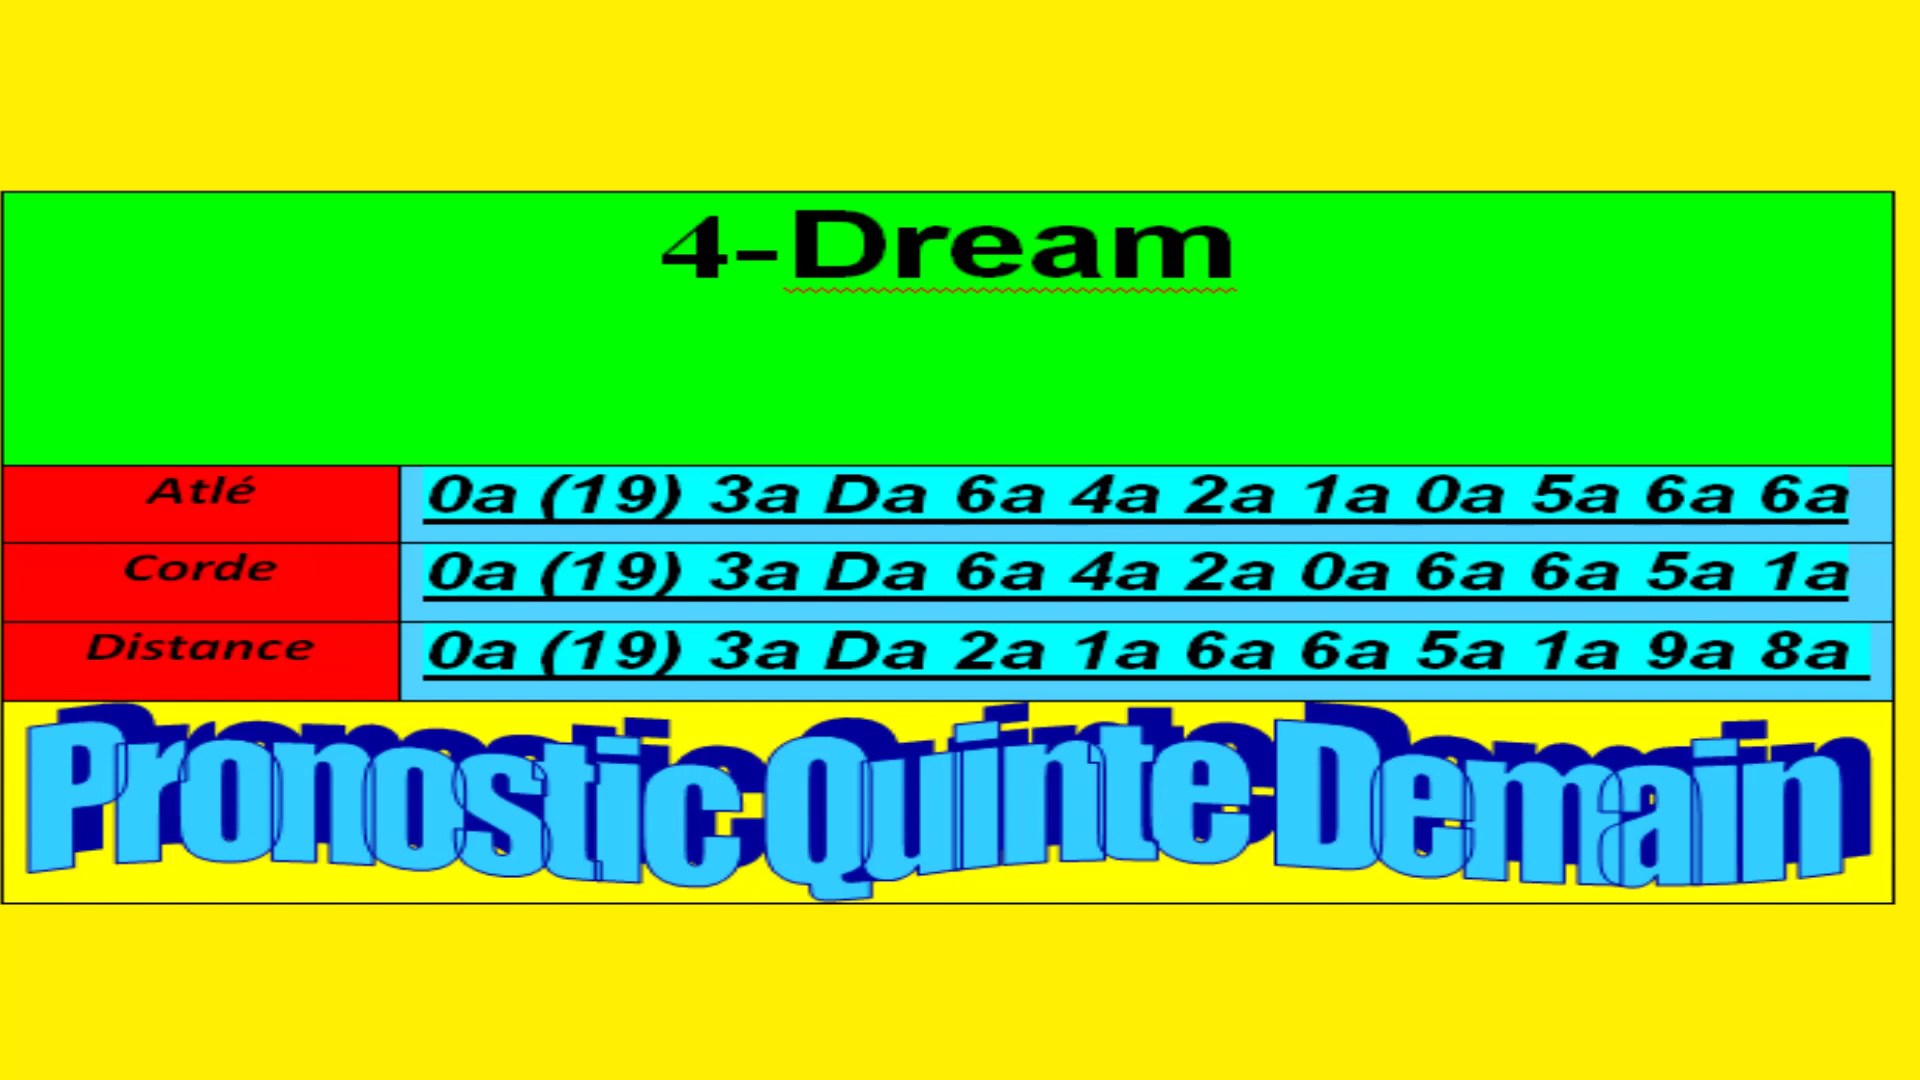 4-Dream
Atlé 0a (19) 3a Da 6a 4a 2a 1a 0a 5a 6a 6a
Corde 0a (19) 3a Da 6a 4a 2a 0a 6a 6a 5a 1a
Distance 0a (19) 3a Da 2a 1a 6a 6a 5a 1a 9a 8a
Pronostic Quinte Demain